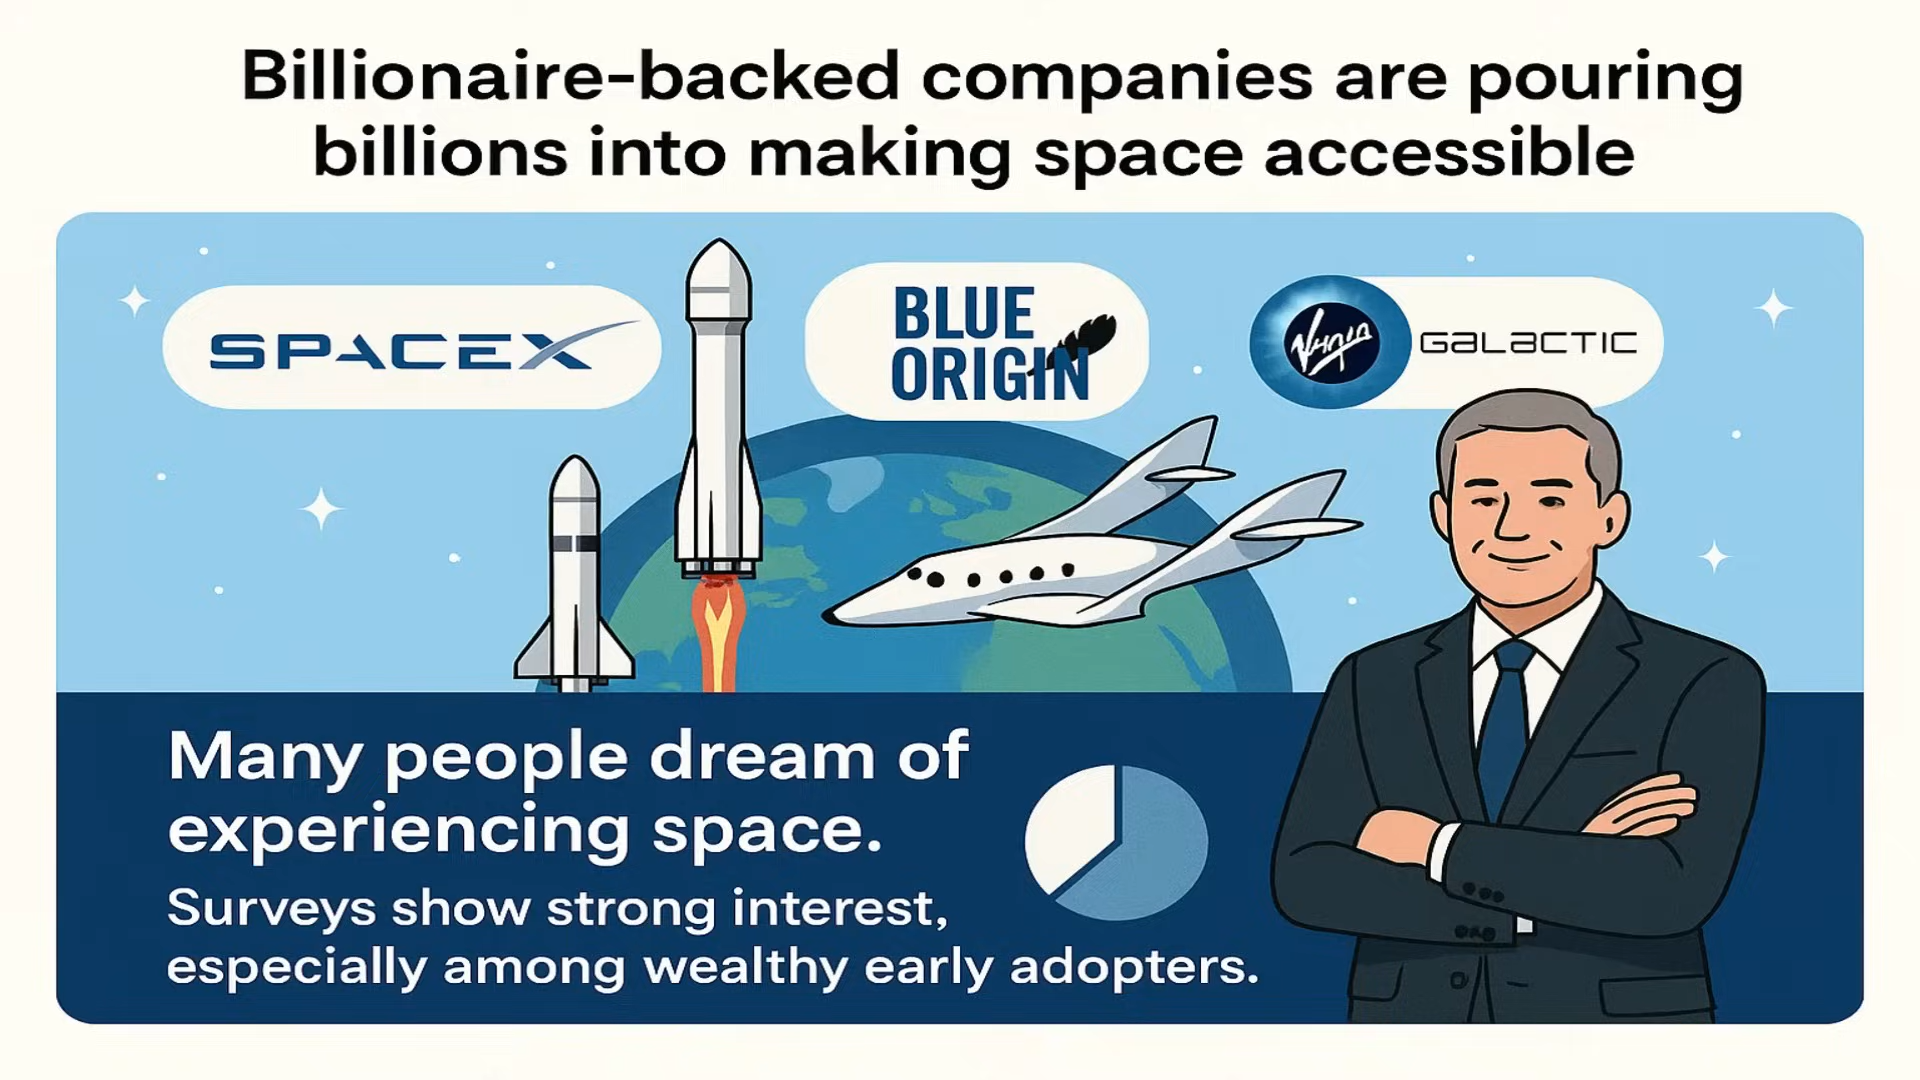 Billionaire-backed companies are pouring
billions into making space accessible
SPACEX
BLUE
ORIGIN
Virgin GALACTIC
Many people dream of
experiencing space.
Surveys show strong interest,
especially among wealthy early adopters.